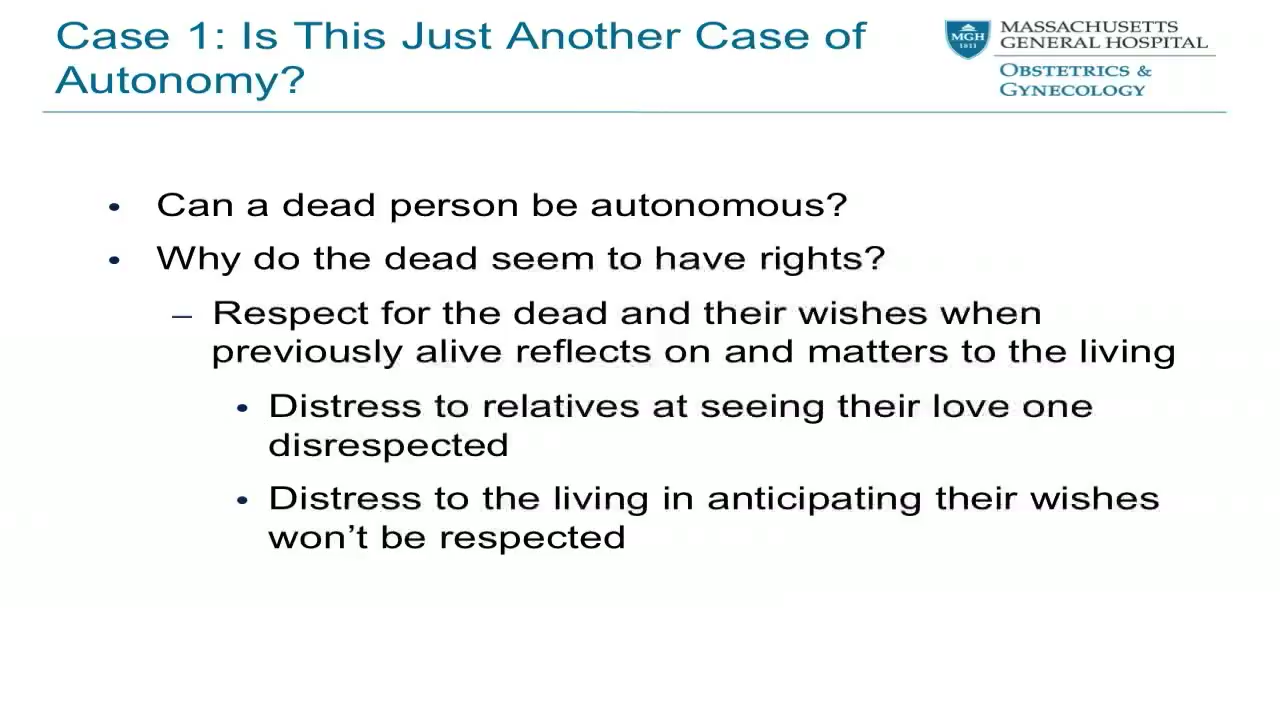 Case 1: Is This Just Another Case of
Autonomy?
MGH
1811
MASSACHUSETTS
GENERAL HOSPITAL
OBSTETRICS &
GYNECOLOGY
• Can a dead person be autonomous?
• Why do the dead seem to have rights?
– Respect for the dead and their wishes when
previously alive reflects on and matters to the living
• Distress to relatives at seeing their love one
disrespected
• Distress to the living in anticipating their wishes
won’t be respected